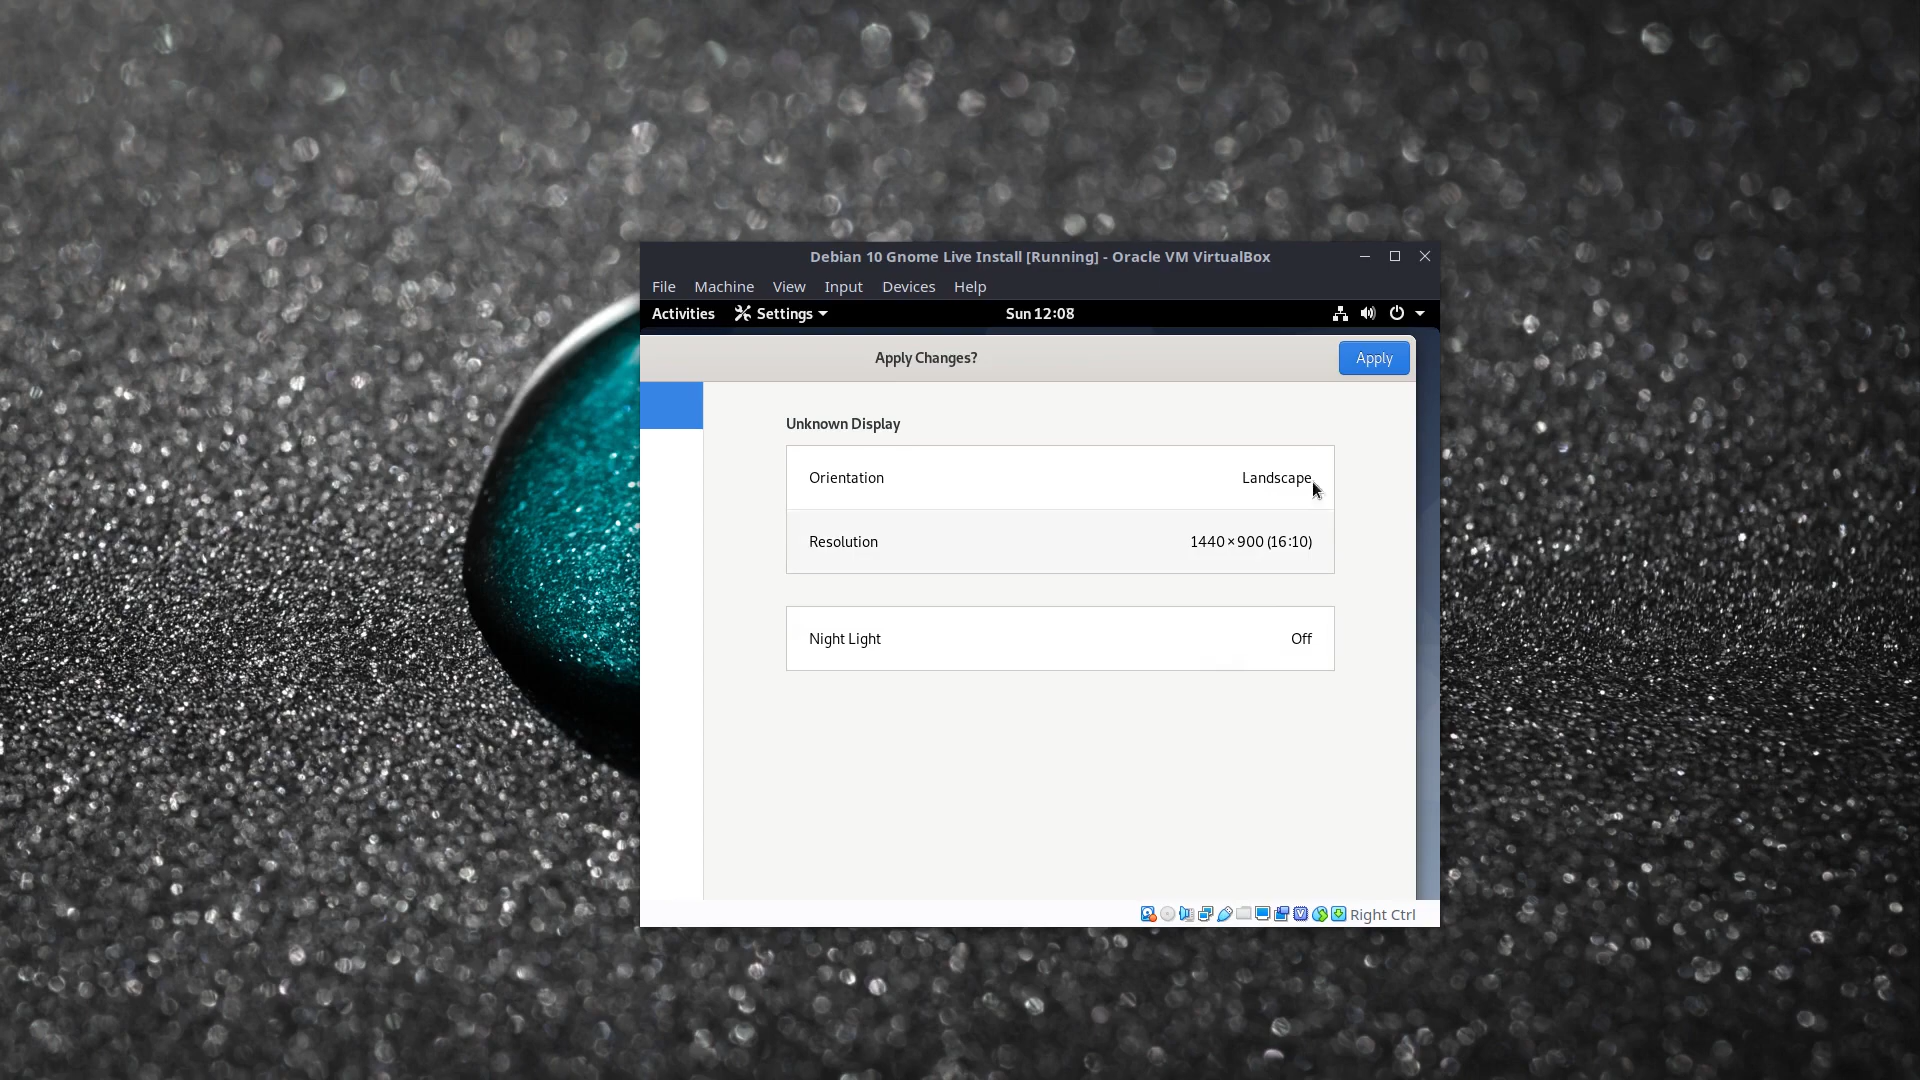 Debian 10 Gnome Live Install [Running] - Oracle VM VirtualBox
File Machine View Input Devices Help
Activities Settings Sun 12:08
Apply Changes? Apply
Unknown Display
Orientation Landscape
Resolution 1440×900 (16:10)
Night Light Off
Right Ctrl